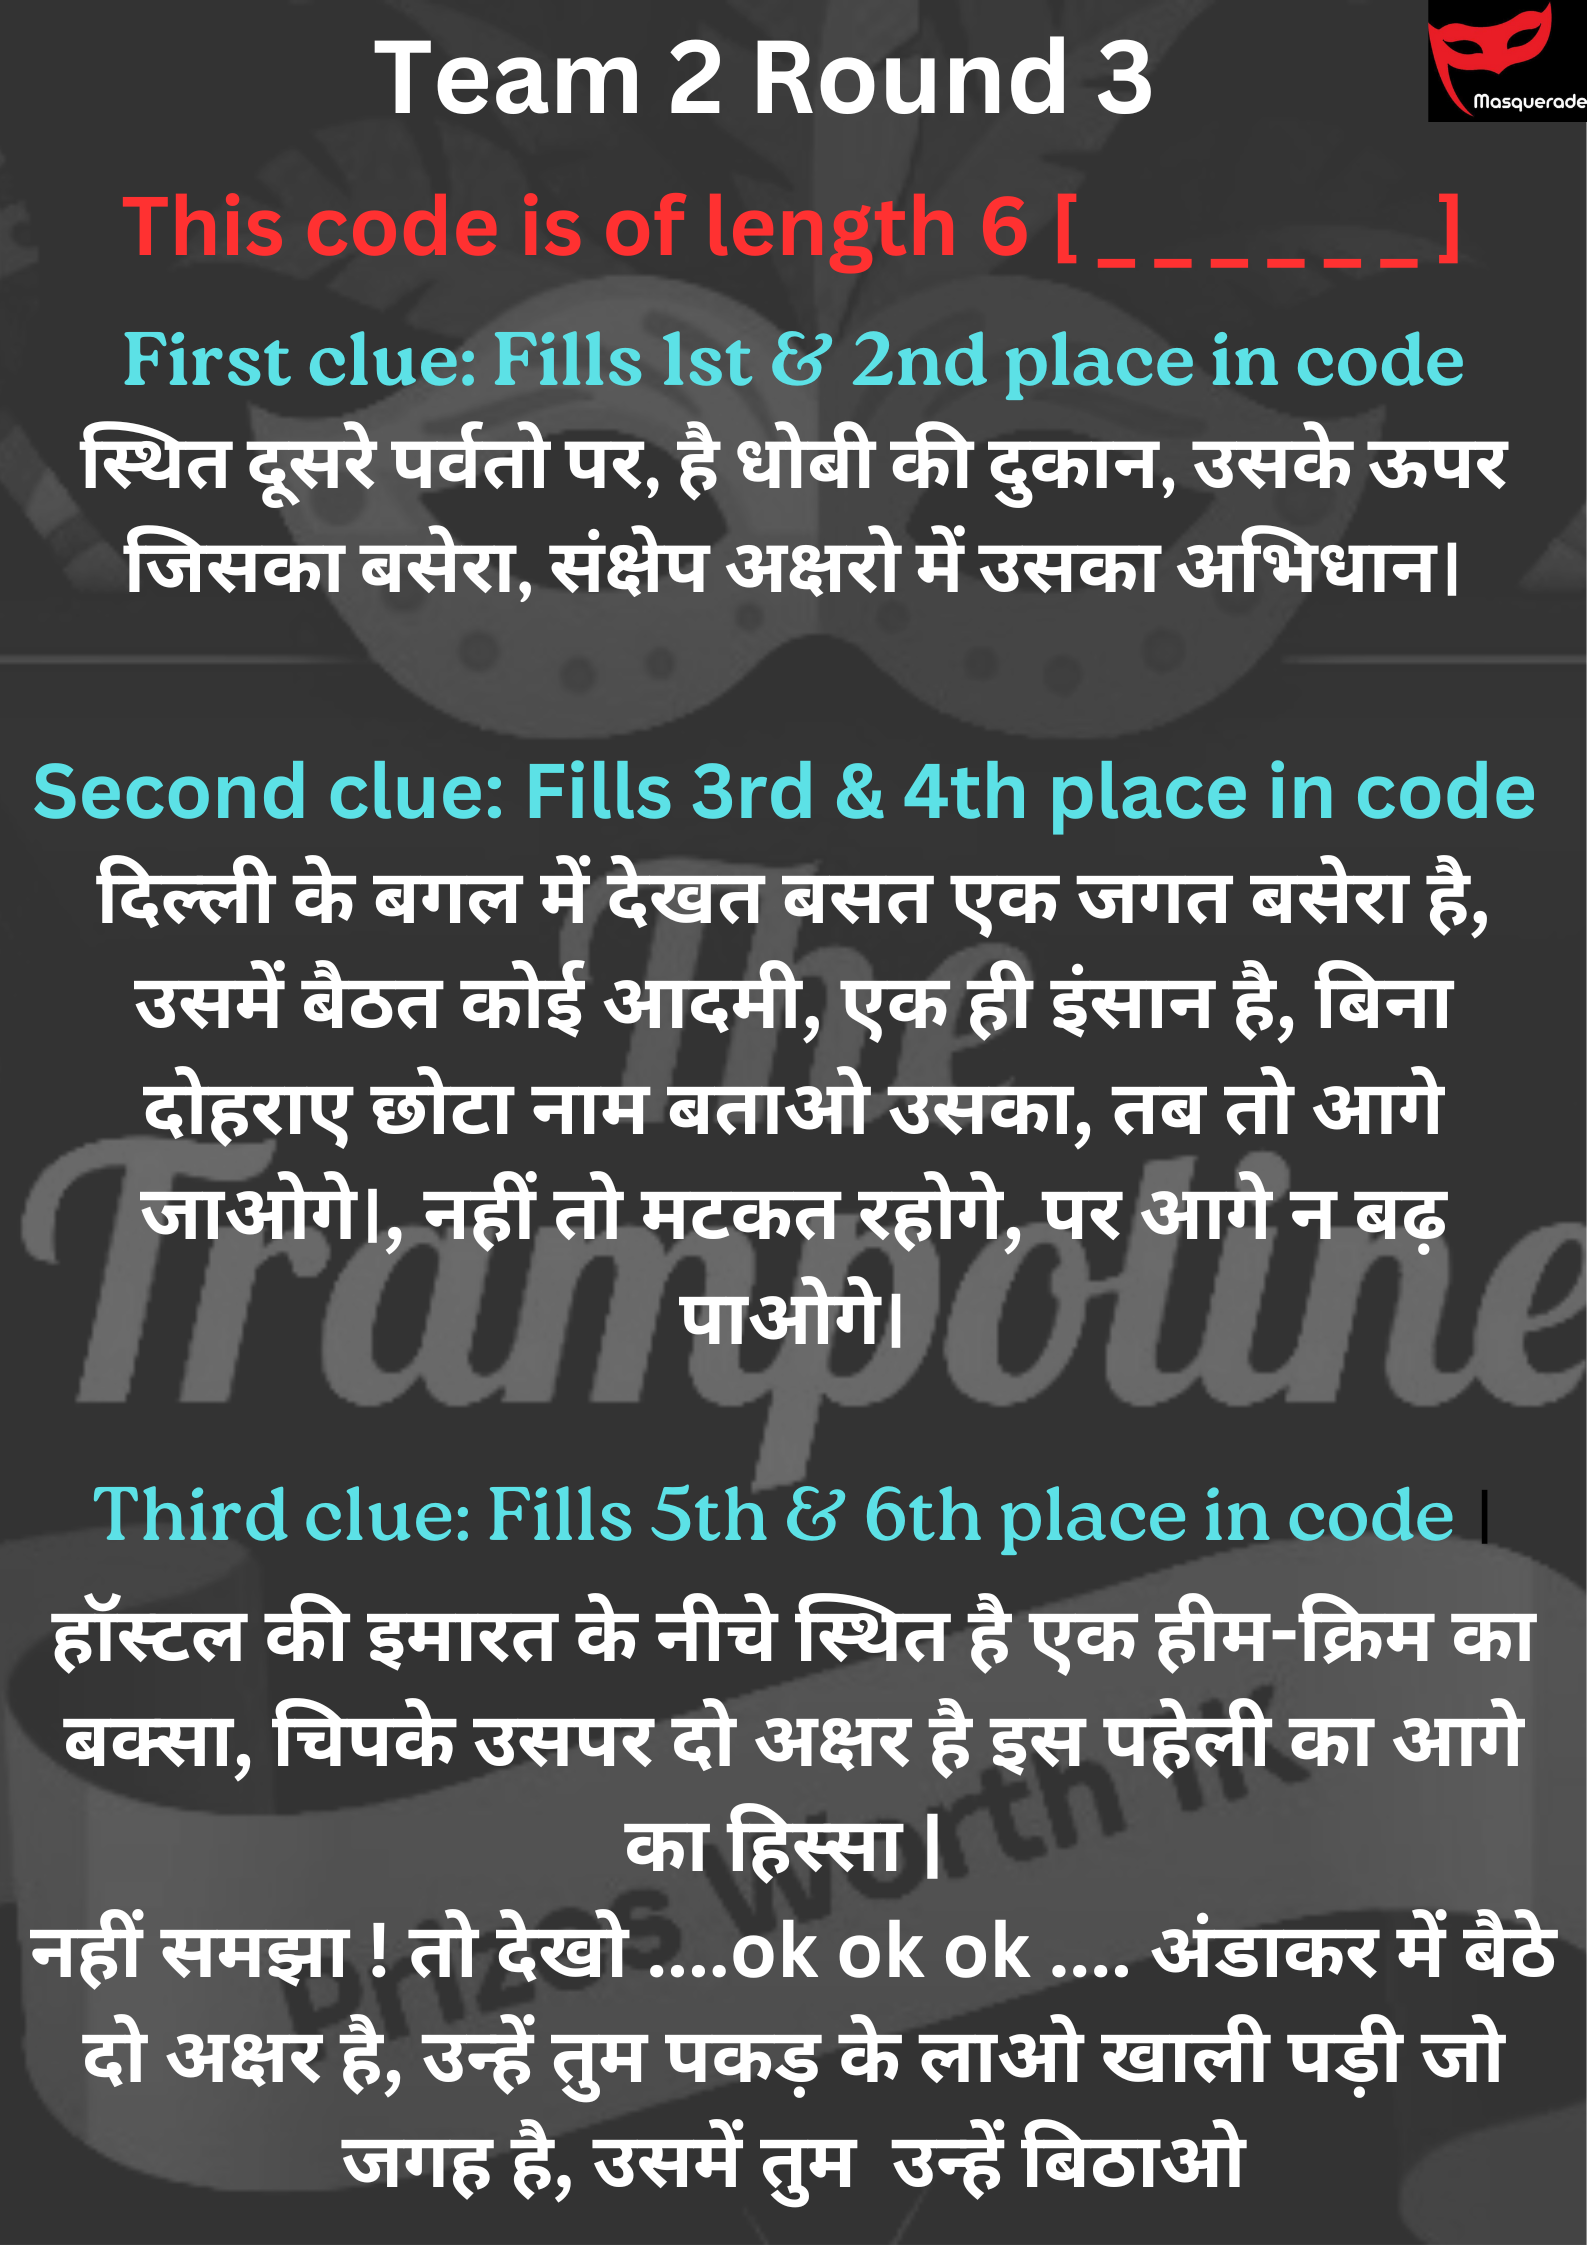 Team 2 Round 3
Masquerade
This code is of length 6 [ _ _ _ _ _ _ ]
First clue: Fills 1st & 2nd place in code
स्थित दूसरे पर्वतो पर, है धोबी की दुकान, उसके ऊपर
जिसका बसेरा, संक्षेप अक्षरो में उसका अभिधान|
Second clue: Fills 3rd & 4th place in code
दिल्ली के बगल में देखत बसत एक जगत बसेरा है,
उसमें बैठत कोई आदमी, एक ही इंसान है, बिना
दोहराए छोटा नाम बताओ उसका, तब तो आगे
जाओगे|, नहीं तो मटकत रहोगे, पर आगे न बढ़
पाओगे|
The
Trampoline
Third clue: Fills 5th & 6th place in code |
हॉस्टल की इमारत के नीचे स्थित है एक हीम-क्रिम का
बक्सा, चिपके उसपर दो अक्षर है इस पहेली का आगे
का हिस्सा |
नहीं समझा ! तो देखो ....ok ok ok .... अंडाकर में बैठे
दो अक्षर है, उन्हें तुम पकड़ के लाओ खाली पड़ी जो
जगह है, उसमें तुम उन्हें बिठाओ
Prizes Worth 1K